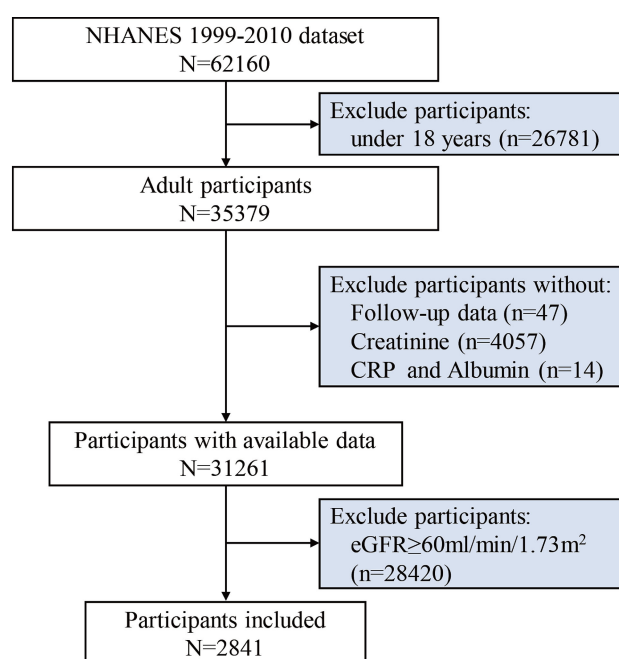 NHANES 1999-2010 dataset
N=62160
Exclude participants:
under 18 years (n=26781)
Adult participants
N=35379
Exclude participants without:
Follow-up data (n=47)
Creatinine (n=4057)
CRP and Albumin (n=14)
Participants with available data
N=31261
Exclude participants:
eGFR≥60ml/min/1.73m²
(n=28420)
Participants included
N=2841